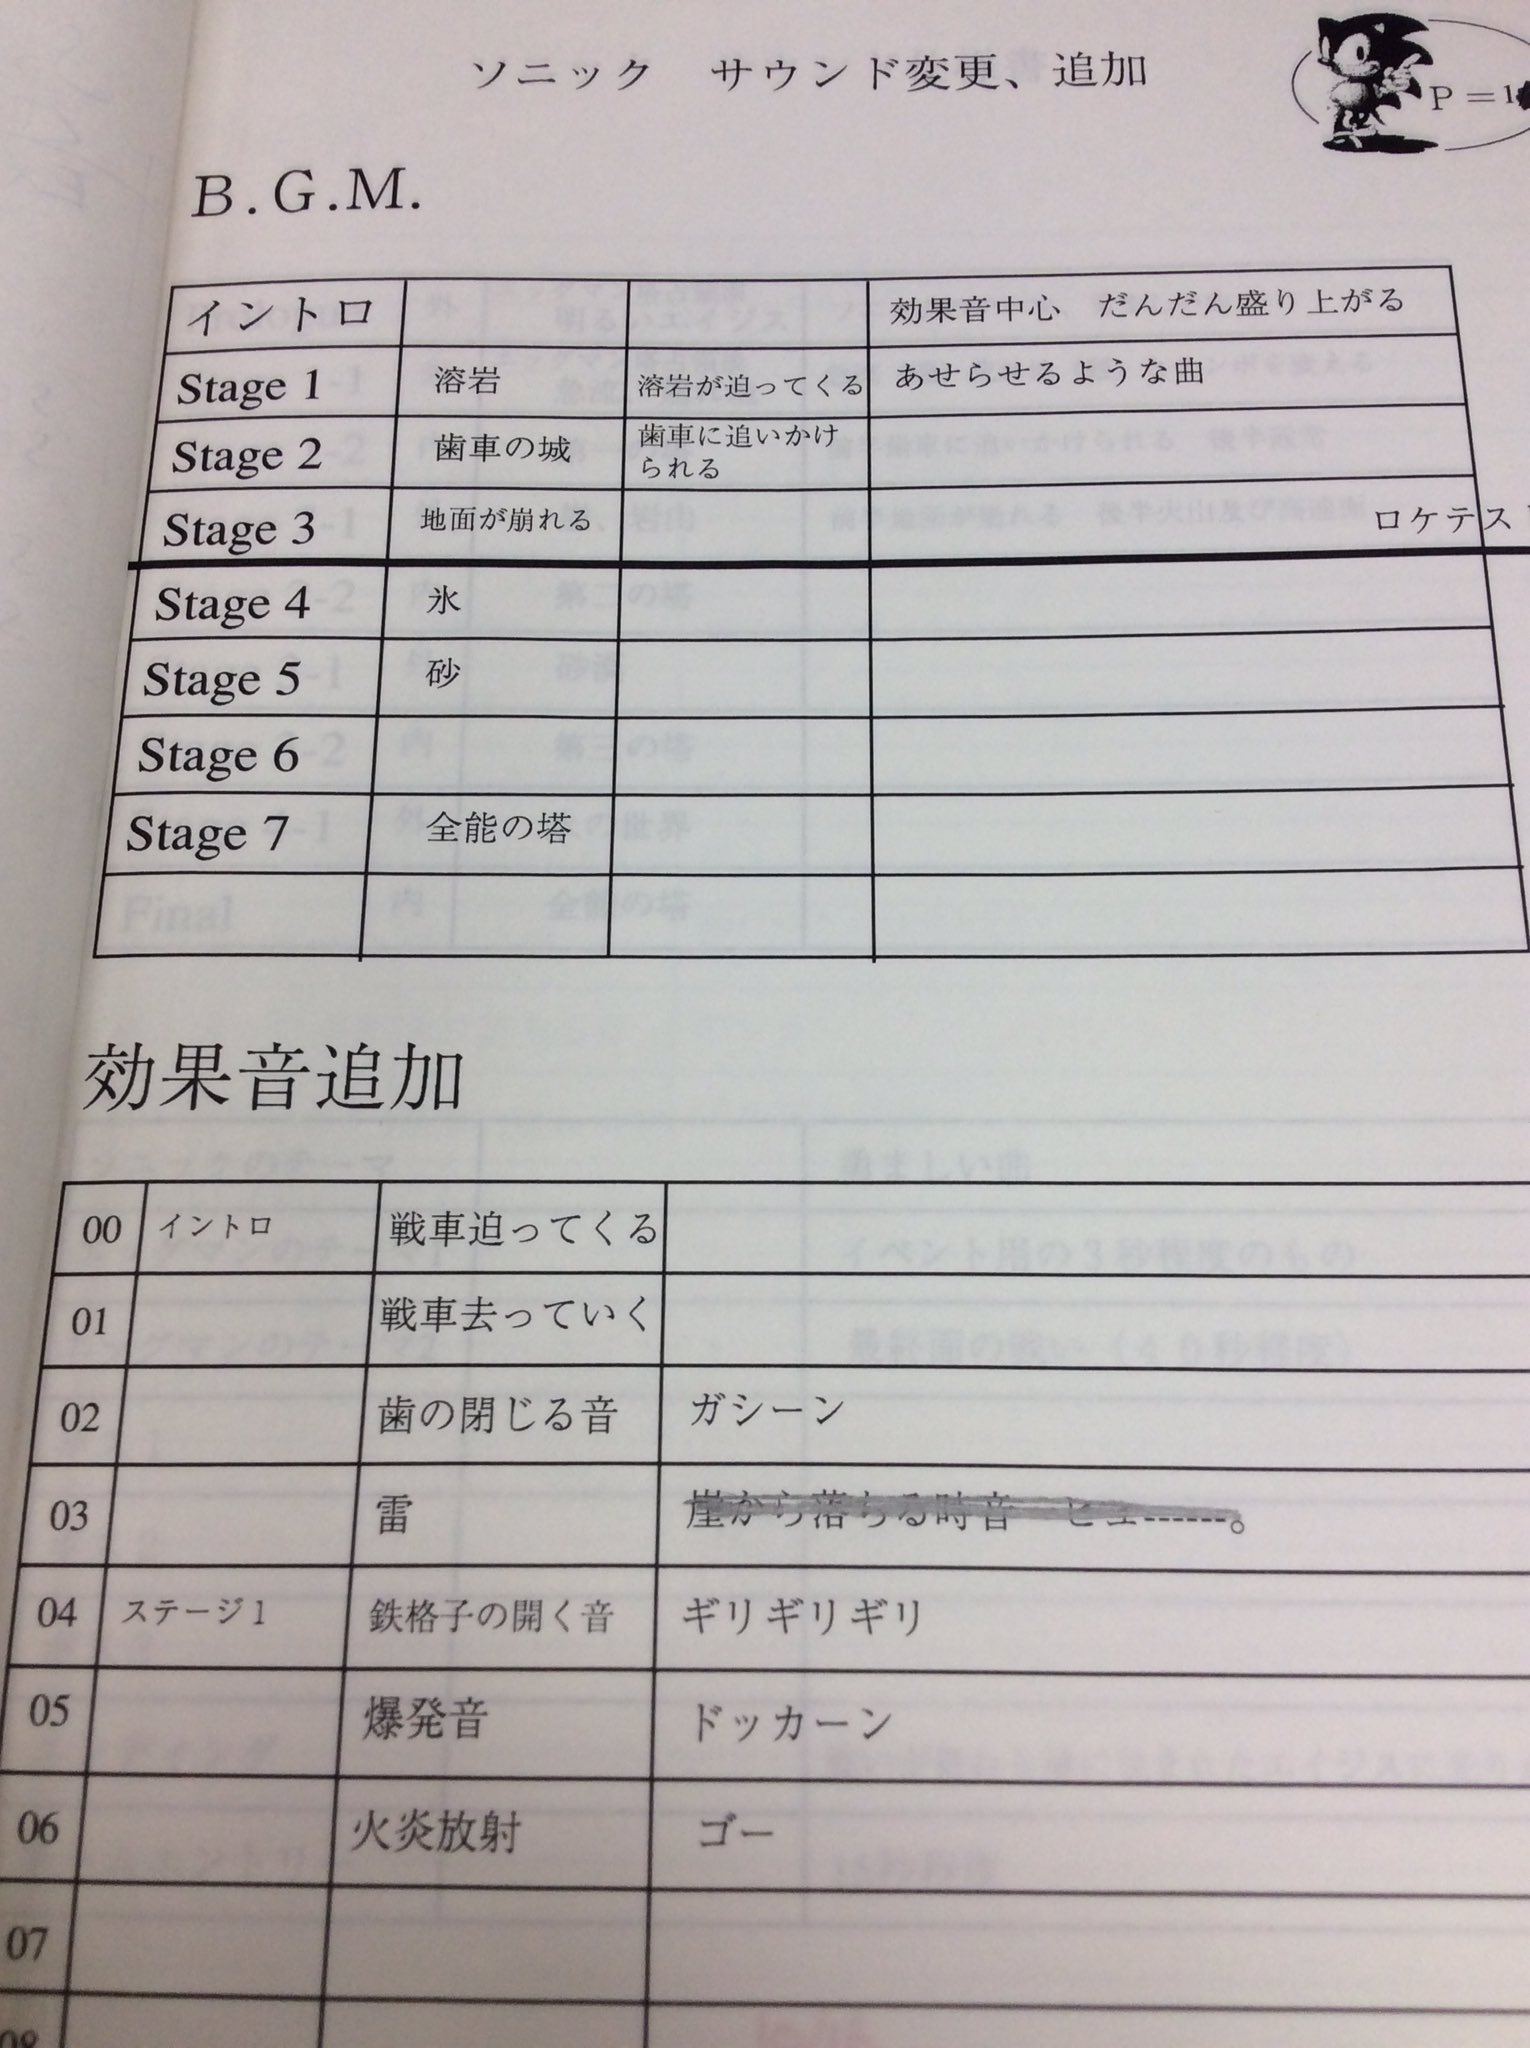 ソニック　サウンド変更、追加
P=1
B.G.M.
イントロ　効果音中心　だんだん盛り上がる
Stage 1　溶岩　溶岩が迫ってくる　あせらせるような曲
Stage 2　歯車の城　歯車に追いかけ
られる
Stage 3　地面が崩れる　ロケテス
Stage 4　氷
Stage 5　砂
Stage 6
Stage 7　全能の塔
Final　内　全能の塔
効果音追加
00　イントロ　戦車迫ってくる
01　戦車去っていく
02　歯の閉じる音　ガシーン
03　雷　崖から落ちる時音　ヒュ------。
04　ステージ1　鉄格子の開く音　ギリギリギリ
05　爆発音　ドッカーン
06　火炎放射　ゴー
07
08